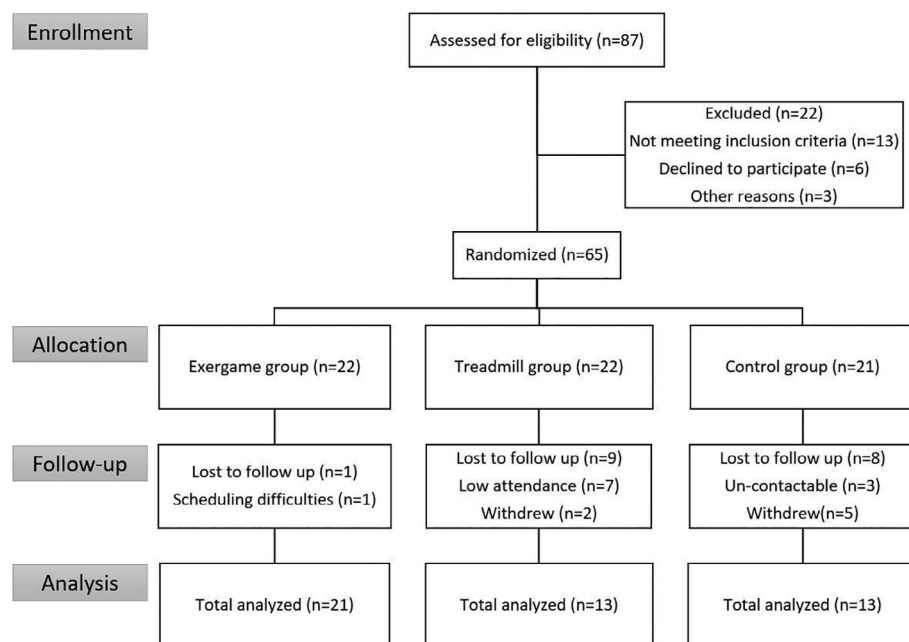 Enrollment
Assessed for eligibility (n=87)
Excluded (n=22)
Not meeting inclusion criteria (n=13)
Declined to participate (n=6)
Other reasons (n=3)
Randomized (n=65)
Allocation
Exergame group (n=22)
Treadmill group (n=22)
Control group (n=21)
Follow-up
Lost to follow up (n=1)
Scheduling difficulties (n=1)
Lost to follow up (n=9)
Low attendance (n=7)
Withdrew (n=2)
Lost to follow up (n=8)
Un-contactable (n=3)
Withdrew(n=5)
Analysis
Total analyzed (n=21)
Total analyzed (n=13)
Total analyzed (n=13)